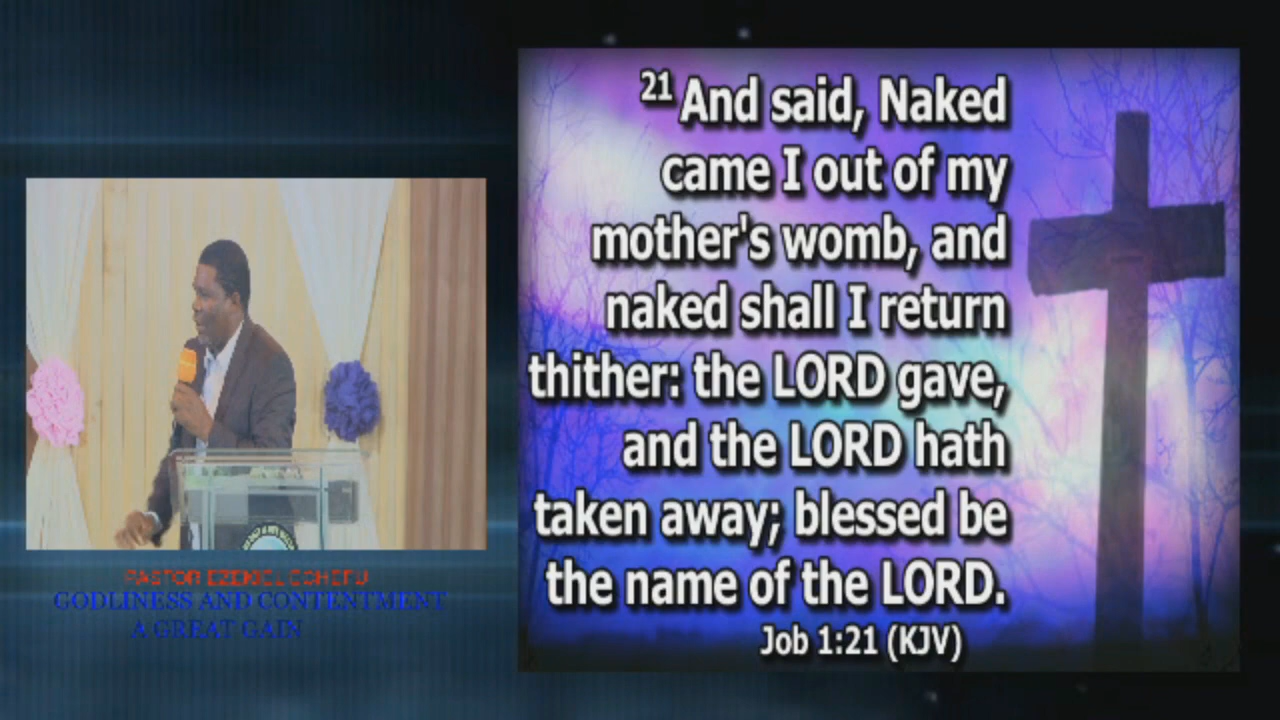 21 And said, Naked
came I out of my
mother's womb, and
naked shall I return
thither: the LORD gave,
and the LORD hath
taken away; blessed be
the name of the LORD.
Job 1:21 (KJV)
PASTOR EZEKIEL
GODLINESS AND CONTENTMENT
A GREAT GAIN